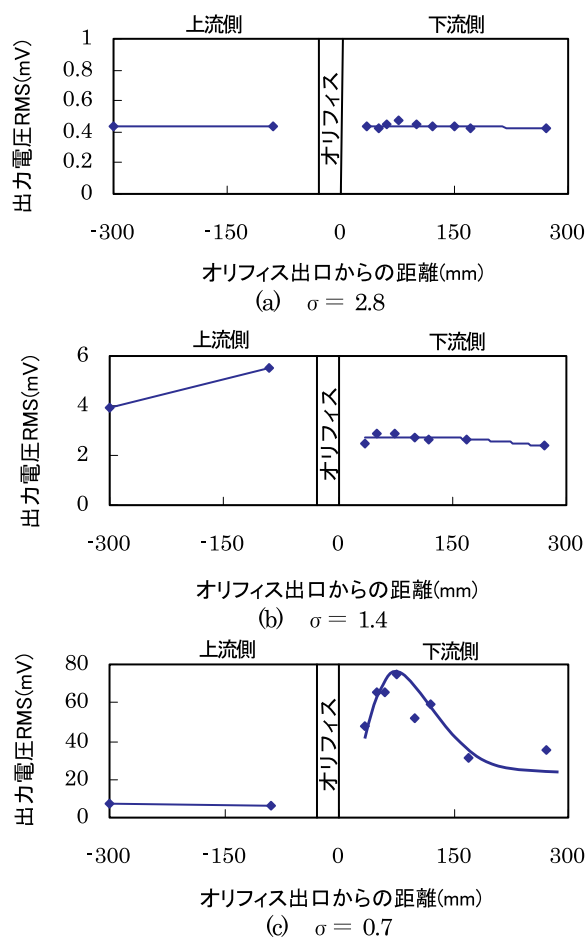 上流側 下流側
出力電圧RMS(mV)
1
0.8
0.6
0.4
0.2
0
オリフィス
-300 -150 0 150 300
オリフィス出口からの距離(mm)
(a) σ = 2.8
上流側 下流側
出力電圧RMS(mV)
6
4
2
0
オリフィス
-300 -150 0 150 300
オリフィス出口からの距離(mm)
(b) σ = 1.4
上流側 下流側
出力電圧RMS(mV)
80
60
40
20
0
オリフィス
-300 -150 0 150 300
オリフィス出口からの距離(mm)
(c) σ = 0.7